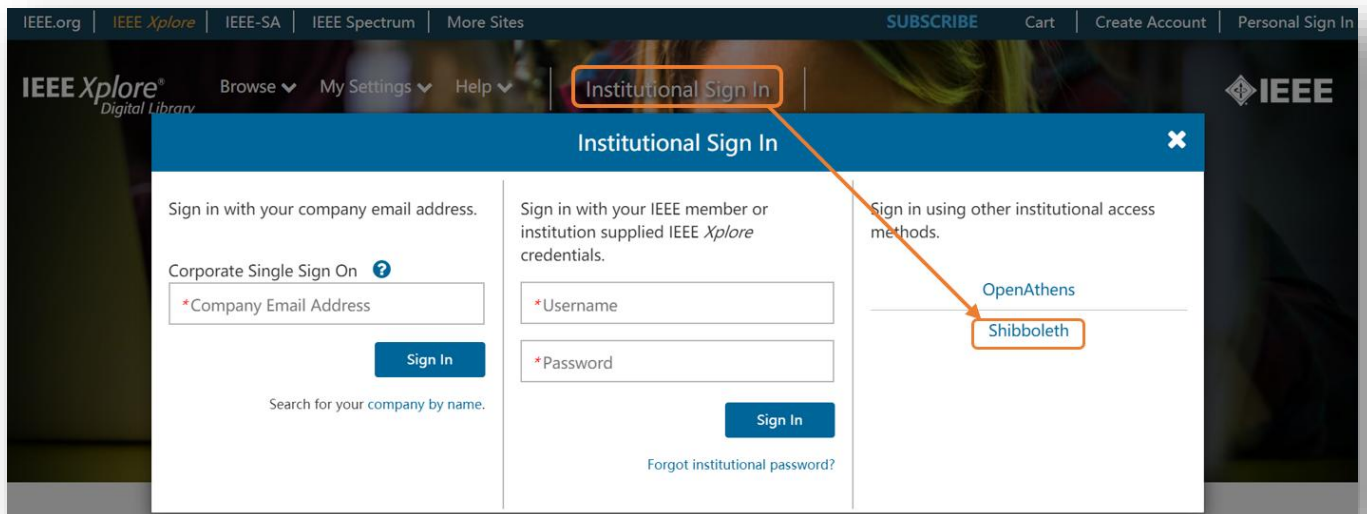 IEEE.org | IEEE Xplore | IEEE-SA | IEEE Spectrum | More Sites
SUBSCRIBE Cart | Create Account | Personal Sign In
IEEE Xplore®
Digital Library
Browse My Settings Help Institutional Sign In
IEEE
Institutional Sign In
Sign in with your company email address.
Corporate Single Sign On ?
*Company Email Address
Sign In
Search for your company by name.
Sign in with your IEEE member or
institution supplied IEEE Xplore
credentials.
*Username
*Password
Sign In
Forgot institutional password?
Sign in using other institutional access
methods.
OpenAthens
Shibboleth